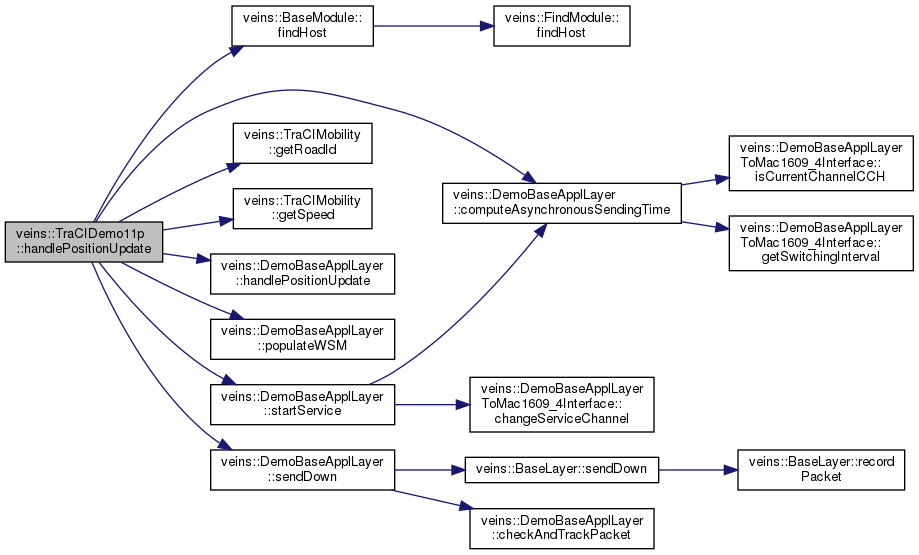 veins::BaseModule::
findHost
veins::FindModule::
findHost
veins::TraCIMobility
::getRoadId
veins::DemoBaseApplLayer
ToMac1609_4Interface::
isCurrentChannelCCH
veins::DemoBaseApplLayer
::computeAsynchronousSendingTime
veins::TraCIMobility
::getSpeed
veins::TraCIDemo11p
::handlePositionUpdate
veins::DemoBaseApplLayer
ToMac1609_4Interface::
getSwitchingInterval
veins::DemoBaseApplLayer
::handlePositionUpdate
veins::DemoBaseApplLayer
::populateWSM
veins::DemoBaseApplLayer
::startService
veins::DemoBaseApplLayer
ToMac1609_4Interface::
changeServiceChannel
veins::DemoBaseApplLayer
::sendDown
veins::BaseLayer::sendDown
veins::BaseLayer::record
Packet
veins::DemoBaseApplLayer
::checkAndTrackPacket